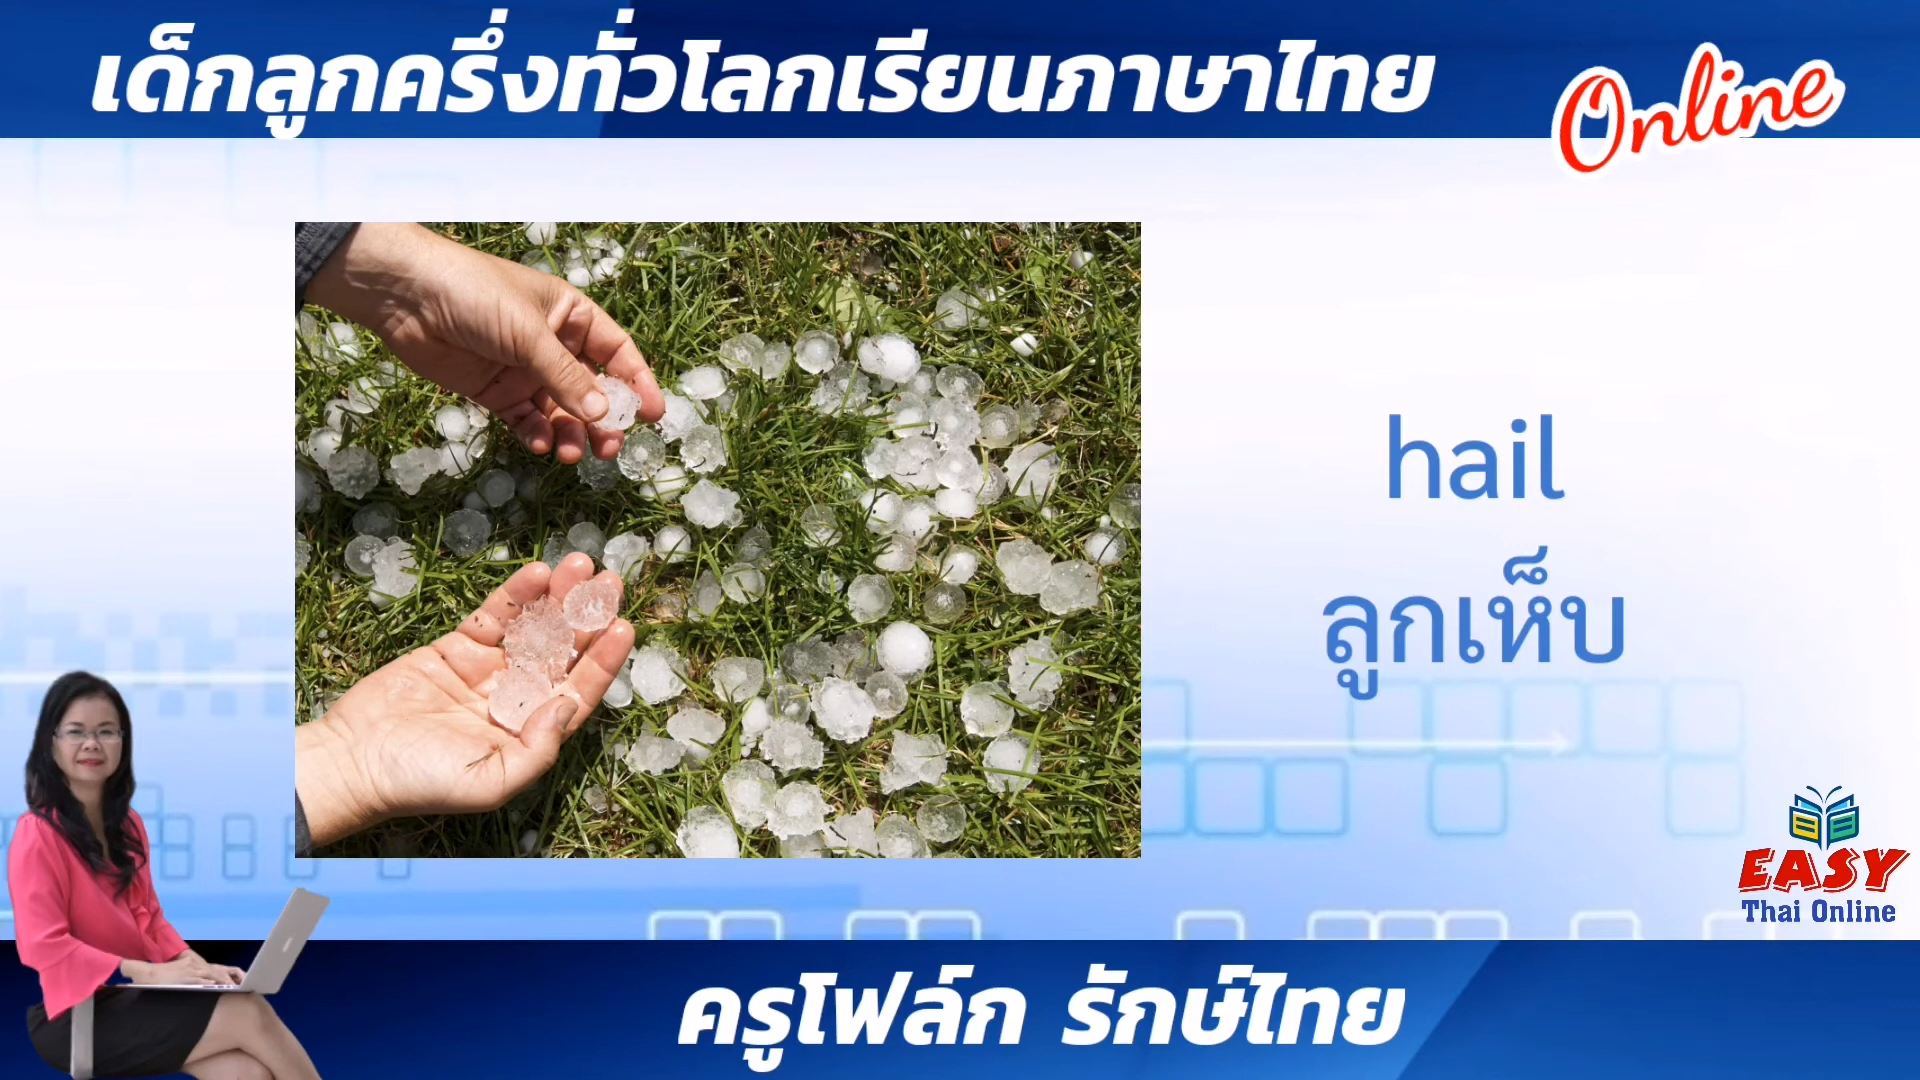 เด็กลูกครึ่งทั่วโลกเรียนภาษาไทย
Online
hail
ลูกเห็บ
EASY
Thai Online
ครูโฟล์ก รักษ์ไทย